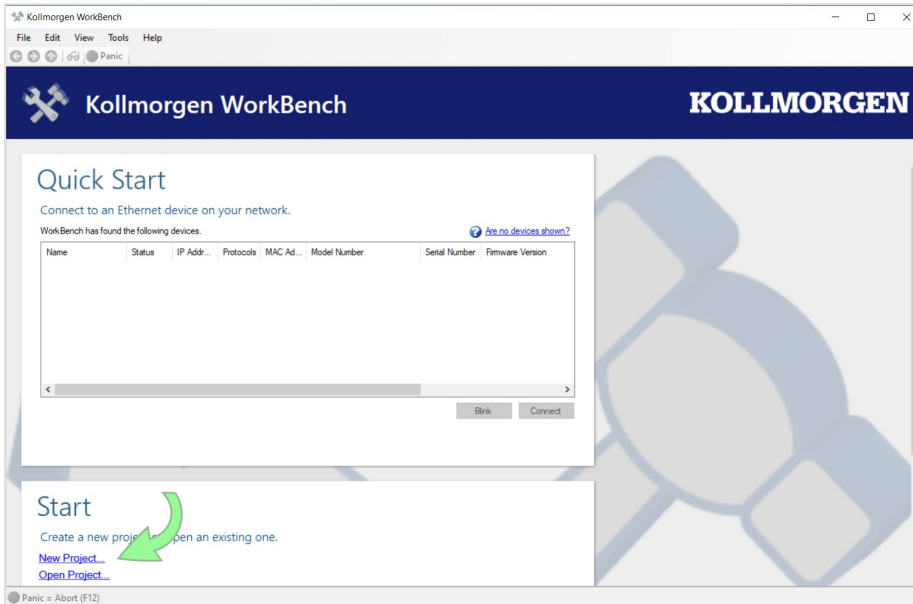 Kollmorgen WorkBench
File Edit View Tools Help
Panic
Kollmorgen WorkBench
KOLLMORGEN
Quick Start
Connect to an Ethernet device on your network.
WorkBench has found the following devices.
Are no devices shown?
Name Status IP Addr... Protocols MAC Ad... Model Number Serial Number Firmware Version
Blink Connect
Start
Create a new open an existing one.
New Project...
Open Project...
Panic = Abort (F12)